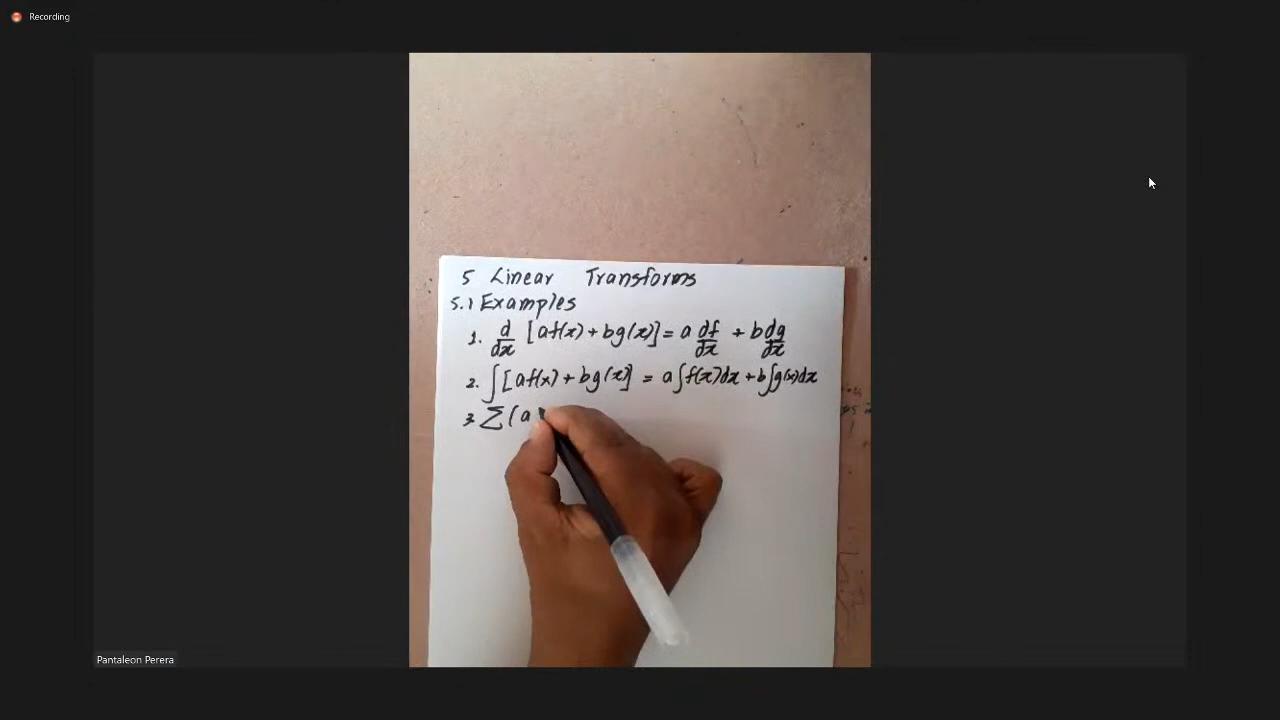 Recording
5 Linear Transforms
5.1 Examples
1. d/dx [af(x) + bg(x)] = a df/dx + b dg/dx
2. ∫[af(x) + bg(x)] = a∫f(x)dx + b∫g(x)dx
3. ∑(a
Pantaleon Perera